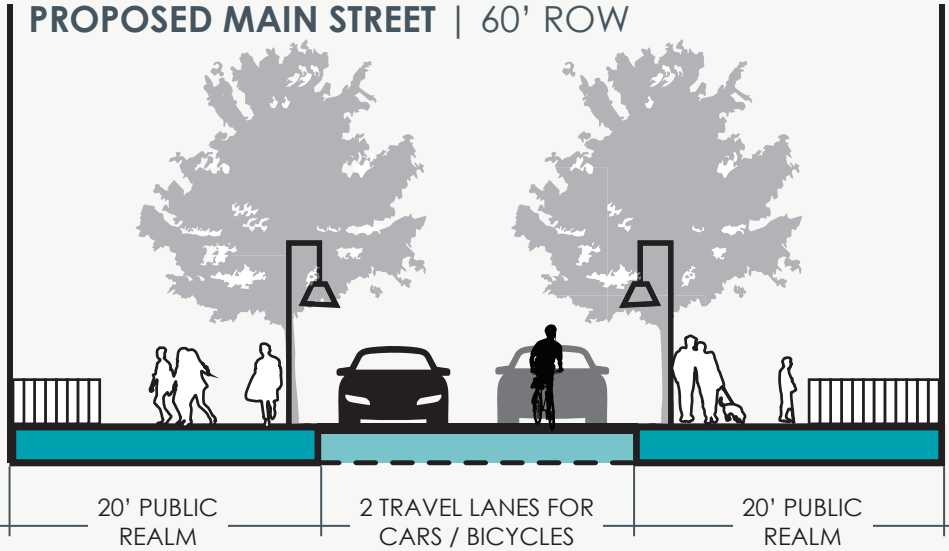 PROPOSED MAIN STREET | 60’ ROW
20’ PUBLIC
REALM
2 TRAVEL LANES FOR
CARS / BICYCLES
20’ PUBLIC
REALM